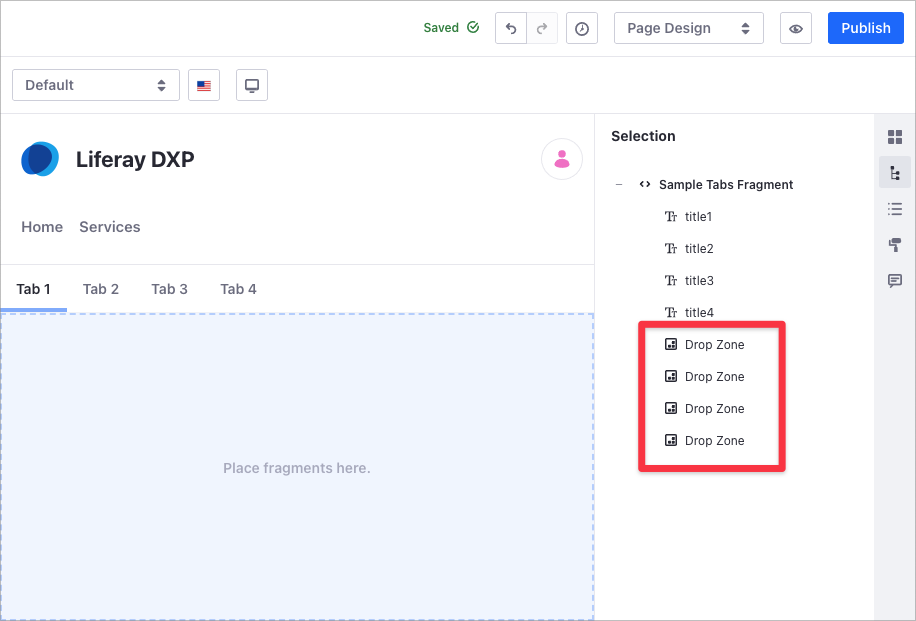 Saved
Page Design
Publish
Default
Liferay DXP
Home Services
Tab 1 Tab 2 Tab 3 Tab 4
Place fragments here.
Selection
Sample Tabs Fragment
title1
title2
title3
title4
Drop Zone
Drop Zone
Drop Zone
Drop Zone